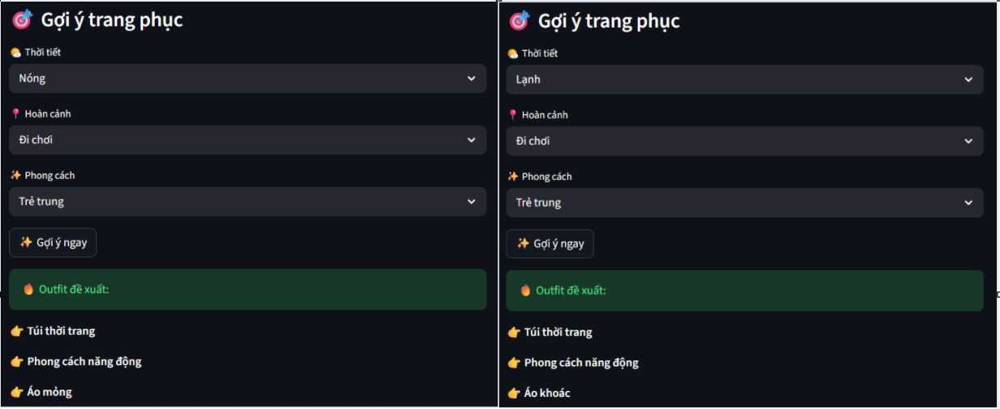 🎯 Gợi ý trang phục
🌤️ Thời tiết
Nóng
📍 Hoàn cảnh
Đi chơi
✨ Phong cách
Trẻ trung
✨ Gợi ý ngay
🔥 Outfit đề xuất:
👉 Túi thời trang
👉 Phong cách năng động
👉 Áo mỏng
🎯 Gợi ý trang phục
🌤️ Thời tiết
Lạnh
📍 Hoàn cảnh
Đi chơi
✨ Phong cách
Trẻ trung
✨ Gợi ý ngay
🔥 Outfit đề xuất:
👉 Túi thời trang
👉 Phong cách năng động
👉 Áo khoác